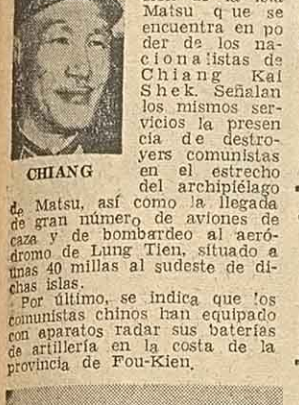 Matsu que se
encuentra en po
der de los na-
cionalistas de
Chiang Kai
Shek. Señalan
los mismos ser-
vicios la presen
cia de destro-
yers comunistas
en el estrecho
del archipiélago
CHIANG
de Matsu, así como la llegada
de gran número de aviones de
caza y de bombardeo al aeró-
dromo de Lung Tien, situado a
unas 40 millas al sudeste de di-
chas islas.
Por último, se indica que los
comunistas chinos han equipado
con aparatos radar sus baterías
de artillería en la costa de la
provincia de Fou-Kien.